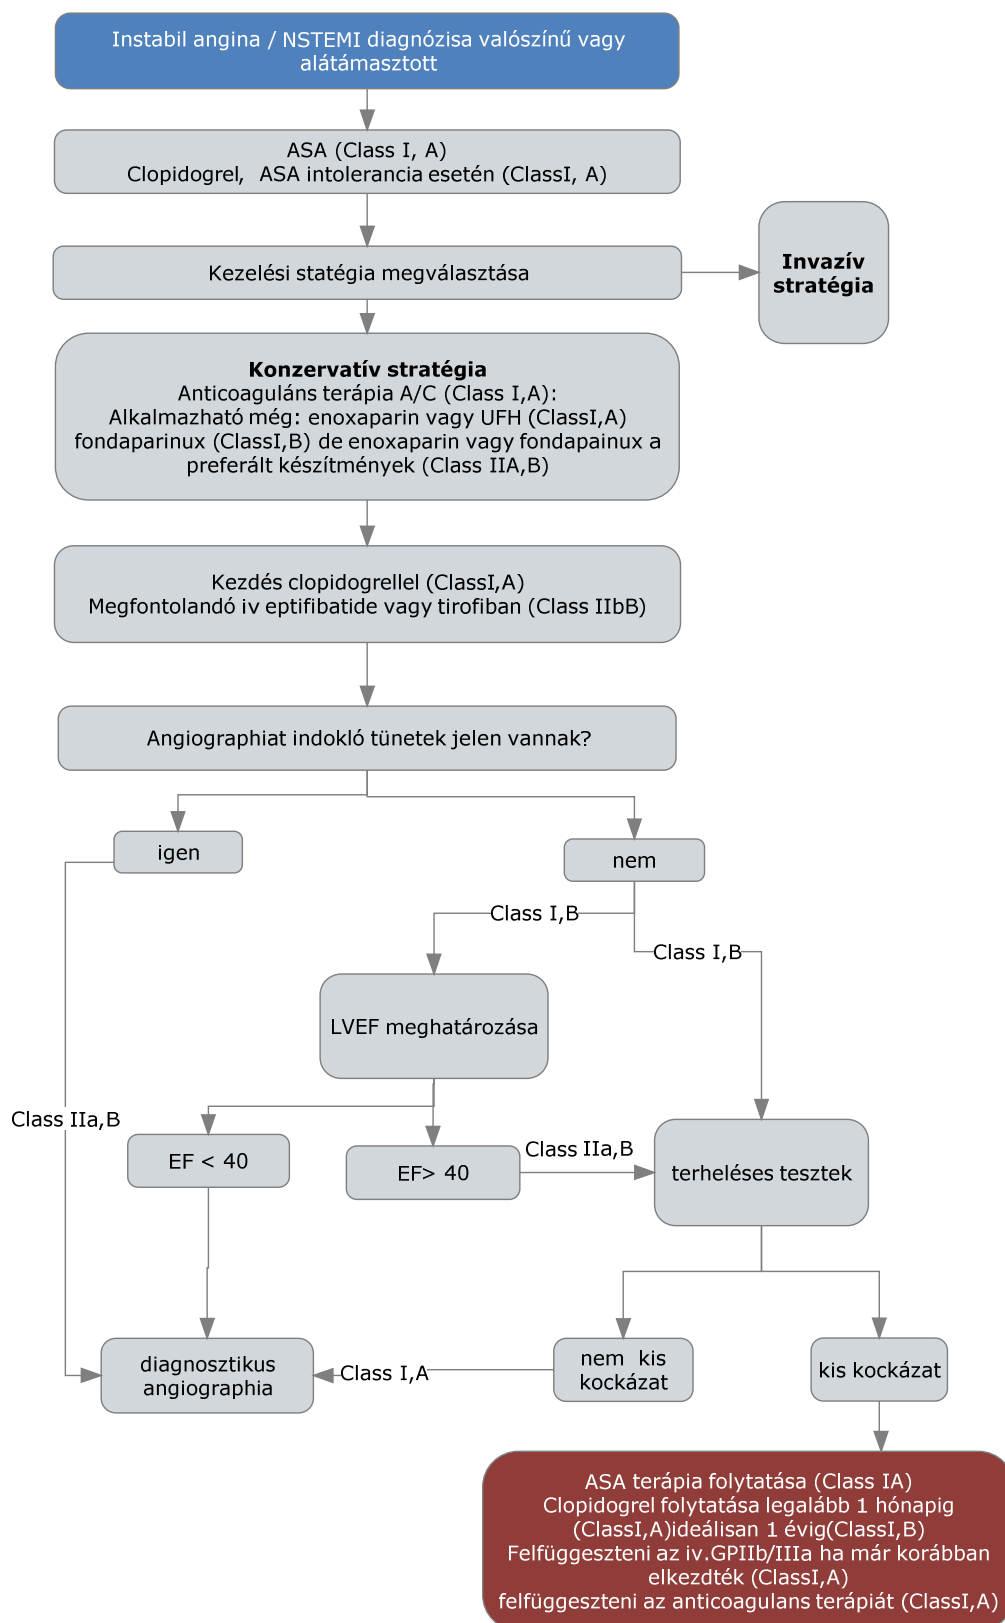 Instabil angina / NSTEMI diagnózisa valószínű vagy
alátámasztott
ASA (Class I, A)
Clopidogrel, ASA intolerancia esetén (ClassI, A)
Kezelési statégia megválasztása
Invazív
stratégia
Konzervatív stratégia
Anticoaguláns terápia A/C (Class I,A):
Alkalmazható még: enoxaparin vagy UFH (ClassI,A)
fondaparinux (ClassI,B) de enoxaparin vagy fondapainux a
preferált készítmények (Class IIA,B)
Kezdés clopidogrellel (ClassI,A)
Megfontolandó iv eptifibatide vagy tirofiban (Class IIbB)
Angiographiat indokló tünetek jelen vannak?
igen
nem
Class I,B
Class I,B
LVEF meghatározása
Class IIa,B
EF < 40
EF> 40
Class IIa,B
terheléses tesztek
diagnosztikus
angiographia
Class I,A
nem kis
kockázat
kis kockázat
ASA terápia folytatása (Class IA)
Clopidogrel folytatása legalább 1 hónapig
(ClassI,A)ideálisan 1 évig(ClassI,B)
Felfüggeszteni az iv.GPIIb/IIIa ha már korábban
elkezdték (ClassI,A)
felfüggeszteni az anticoagulans terápiát (ClassI,A)